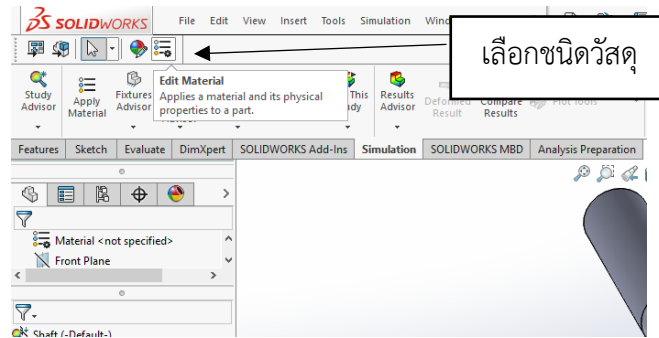 SOLIDWORKS File Edit View Insert Tools Simulation
เลือกชนิดวัสดุ
Edit Material
Applies a material and its physical
properties to a part.
Study Advisor
Apply Material
Fixtures Advisor
This
Results Advisor
Deformed Result
Compare Results
Plot Tools
Features Sketch Evaluate DimXpert SOLIDWORKS Add-Ins Simulation SOLIDWORKS MBD Analysis Preparation
Material <not specified>
Front Plane
Shaft (-Default-)